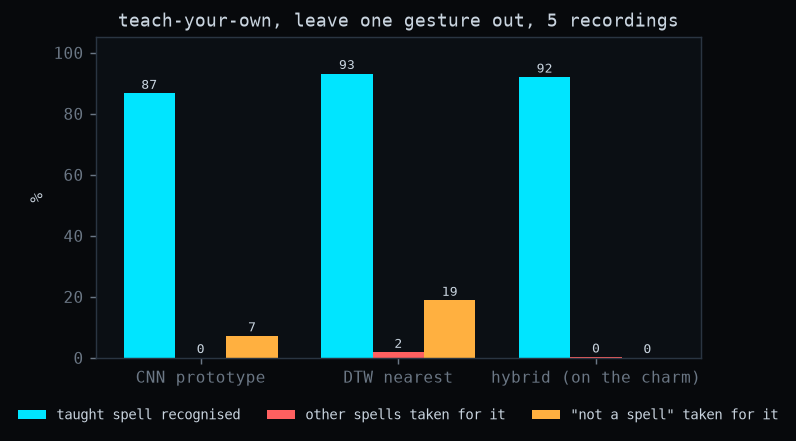 teach-your-own, leave one gesture out, 5 recordings
100
80
60
40
20
0
%
87
0
7
93
2
19
92
0
0
CNN prototype
DTW nearest
hybrid (on the charm)
taught spell recognised
other spells taken for it
"not a spell" taken for it